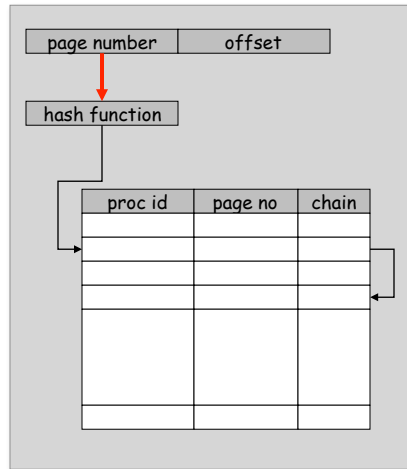 page number offset
hash function
proc id page no chain